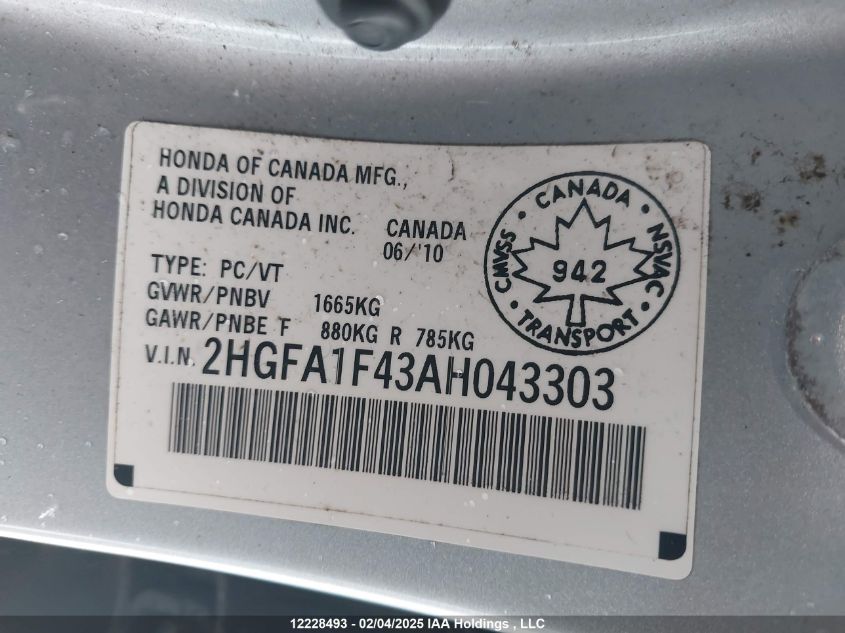 HONDA OF CANADA MFG.,
A DIVISION OF
HONDA CANADA INC. CANADA
06/'10
TYPE: PC/VT
GVWR/PNBV 1665KG
GAWR/PNBE F 880KG R 785KG
V.I.N. 2HGFA1F43AH043303
CMVSS • CANADA • NSVAC • TRANSPORT •
942
12228493 - 02/04/2025 IAA Holdings , LLC